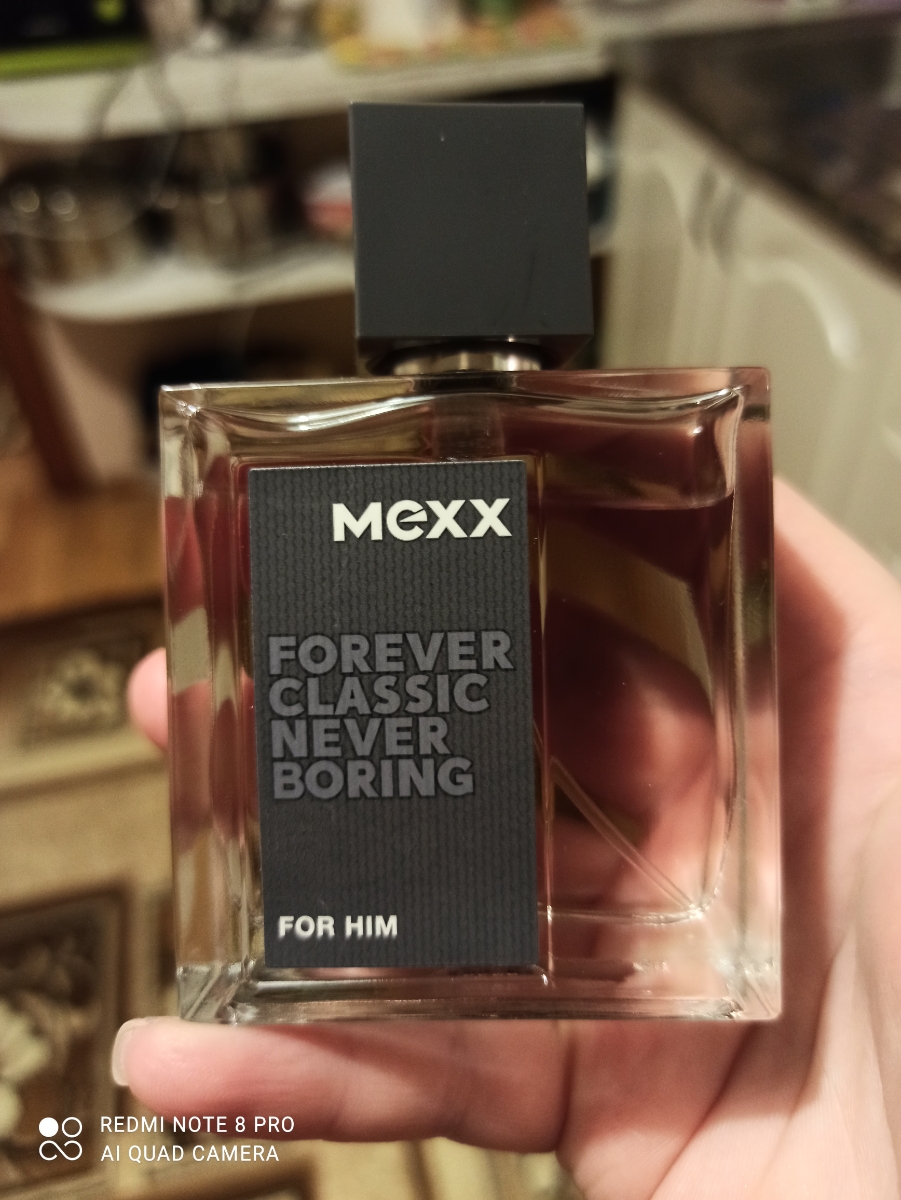 mexx
FOREVER
CLASSIC
NEVER
BORING
FOR HIM
REDMI NOTE 8 PRO
AI QUAD CAMERA